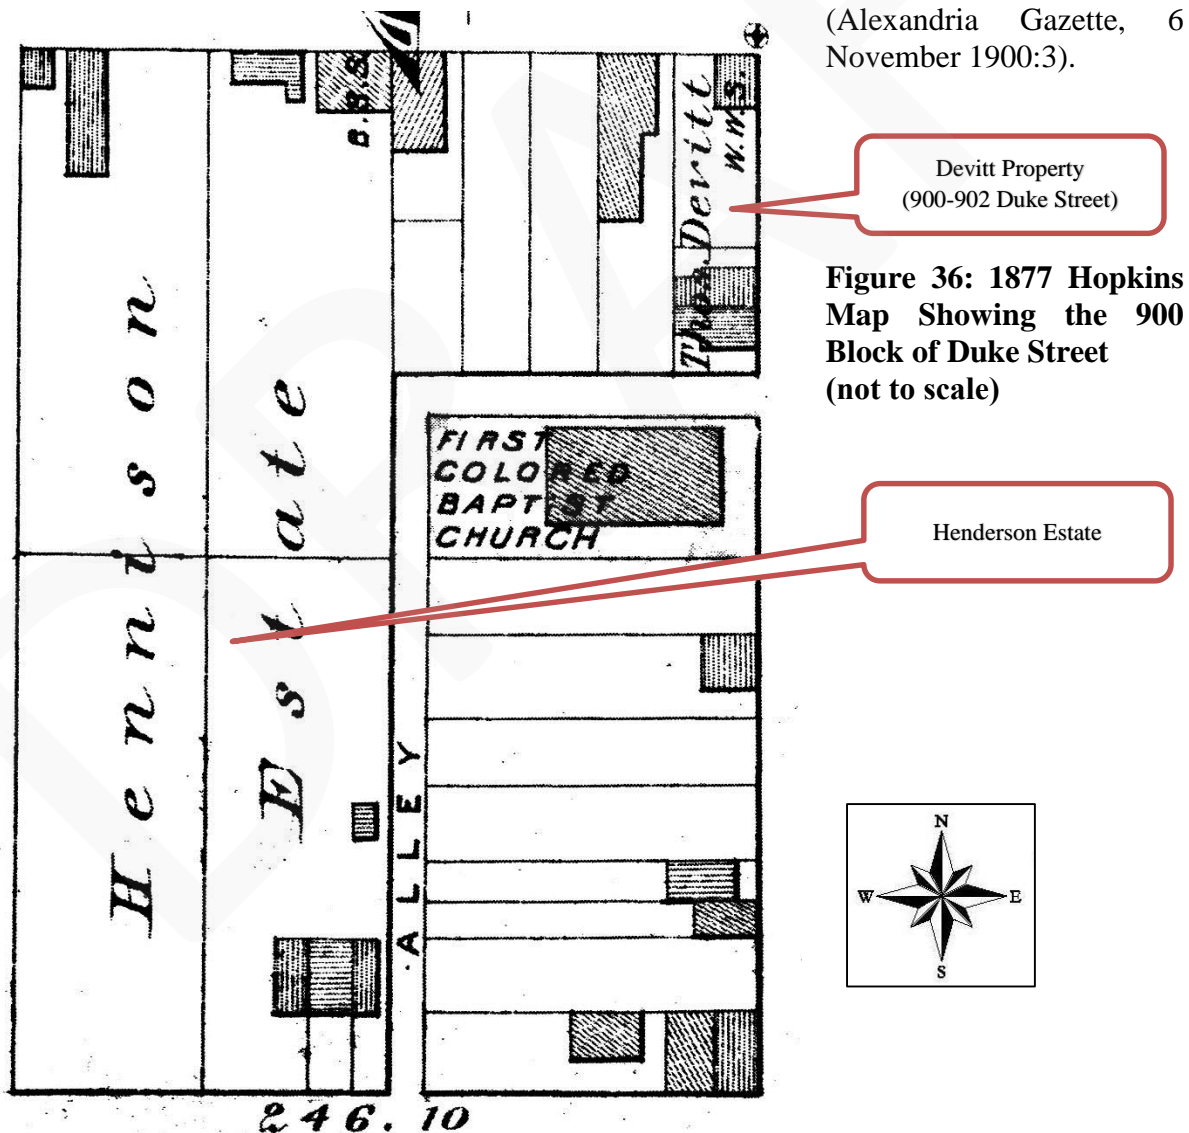 (Alexandria Gazette, 6
November 1900:3).
B.&S.
Thos. Devitt
W.W.S.
Devitt Property
(900-902 Duke Street)
Figure 36: 1877 Hopkins
Map Showing the 900
Block of Duke Street
(not to scale)
FIRST
COLORED
BAPTIST
CHURCH
Hennison
Estate
Henderson Estate
ALLEY
N
W
E
S
246.10
DRAFT